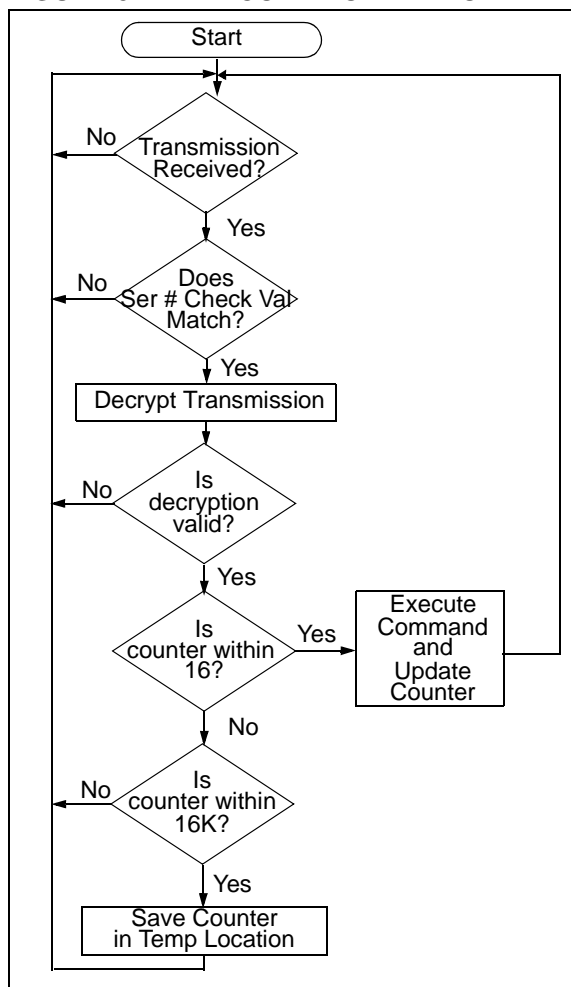 Start
No
Transmission
Received?
Yes
No
Does
Ser # Check Val
Match?
Yes
Decrypt Transmission
No
Is
decryption
valid?
Yes
Is
counter within
16?
Yes
Execute
Command
and
Update
Counter
No
No
Is
counter within
16K?
Yes
Save Counter
in Temp Location